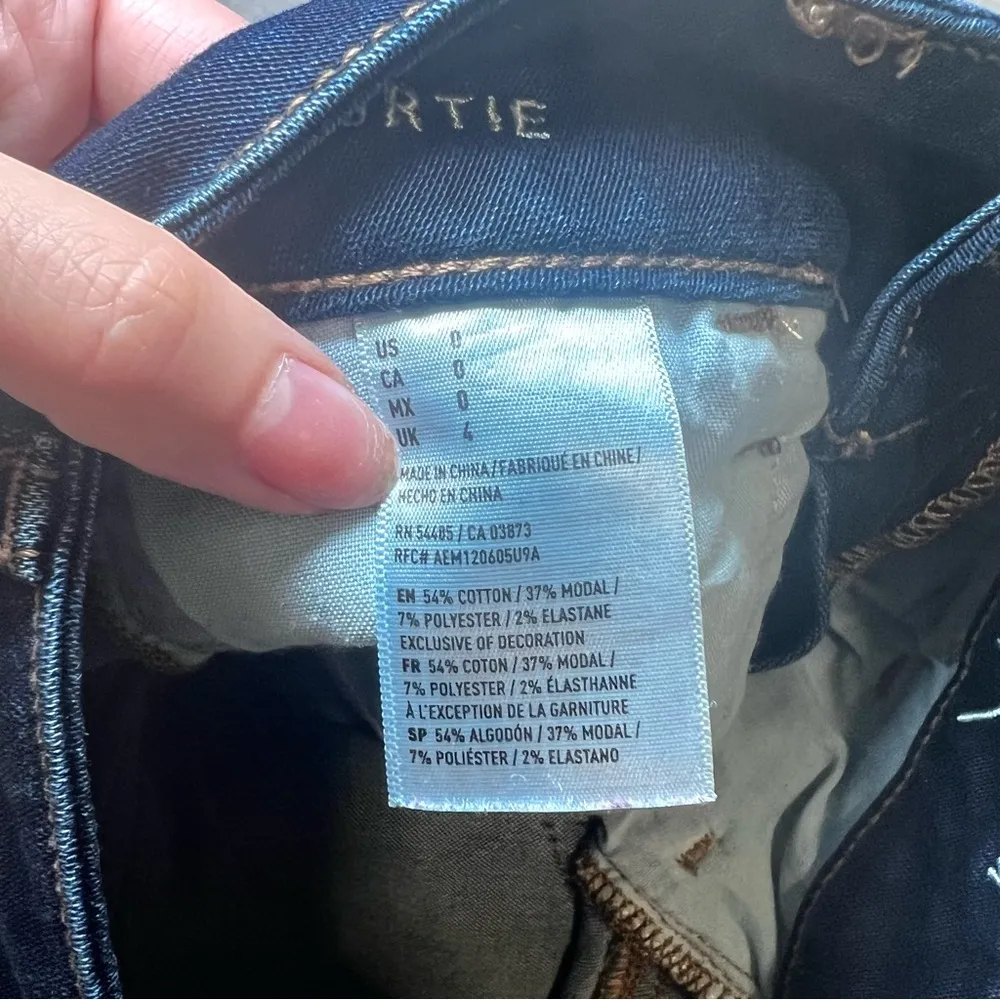 RTIE
US 0
CA 0
MX 0
UK 4
MADE IN CHINA / FABRIQUÉ EN CHINE /
HECHO EN CHINA
RN 54485 / CA 03873
RFC# AEM120605U9A
EN 54% COTTON / 37% MODAL /
7% POLYESTER / 2% ELASTANE
EXCLUSIVE OF DECORATION
FR 54% COTON / 37% MODAL /
7% POLYESTER / 2% ÉLASTHANNE
À L'EXCEPTION DE LA GARNITURE
SP 54% ALGODÓN / 37% MODAL /
7% POLIÉSTER / 2% ELASTANO